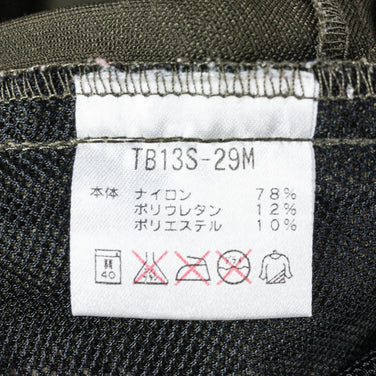 TB13S-29M
本体 ナイロン 78%
ポリウレタン 12%
ポリエステル 10%
40